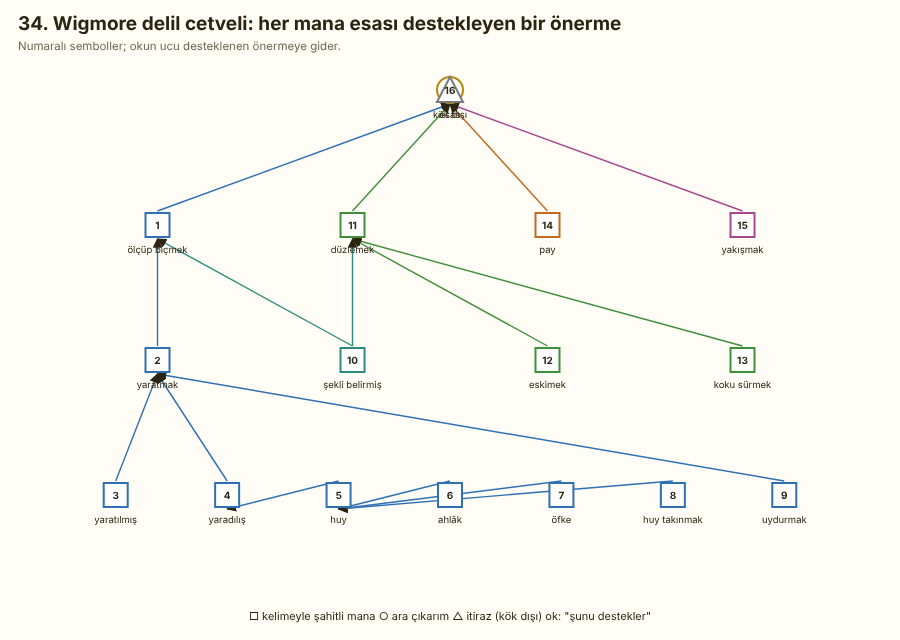 34. Wigmore delil cetveli: her mana esası destekleyen bir önerme
Numaralı semboller; okun ucu desteklenen önermeye gider.
16
1
11
14
15
ölçüp biçmek
düzlemek
pay
yakışmak
2
10
12
13
yaratmak
şekli belirmiş
eskimek
koku sürmek
3
4
5
6
7
8
9
yaratılmış
yaradılış
huy
ahlâk
öfke
huy takınmak
uydurmak
□ kelimeyle şahitli mana ○ ara çıkarım △ itiraz (kök dışı) ok: "şunu destekler"